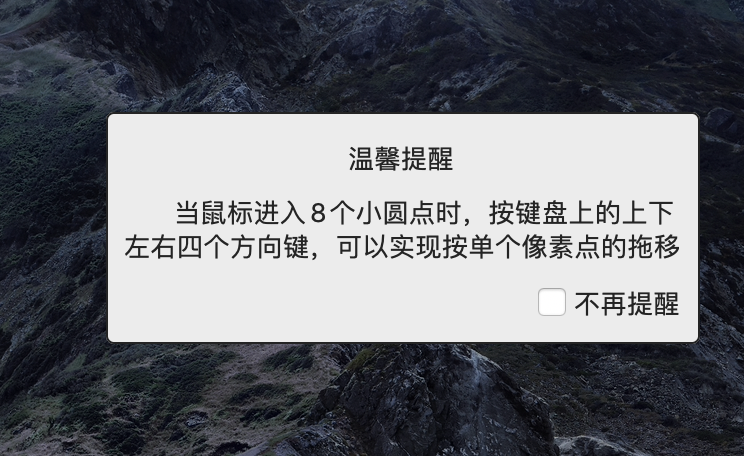 温馨提醒
当鼠标进入8个小圆点时，按键盘上的上下
左右四个方向键，可以实现按单个像素点的拖移
不再提醒